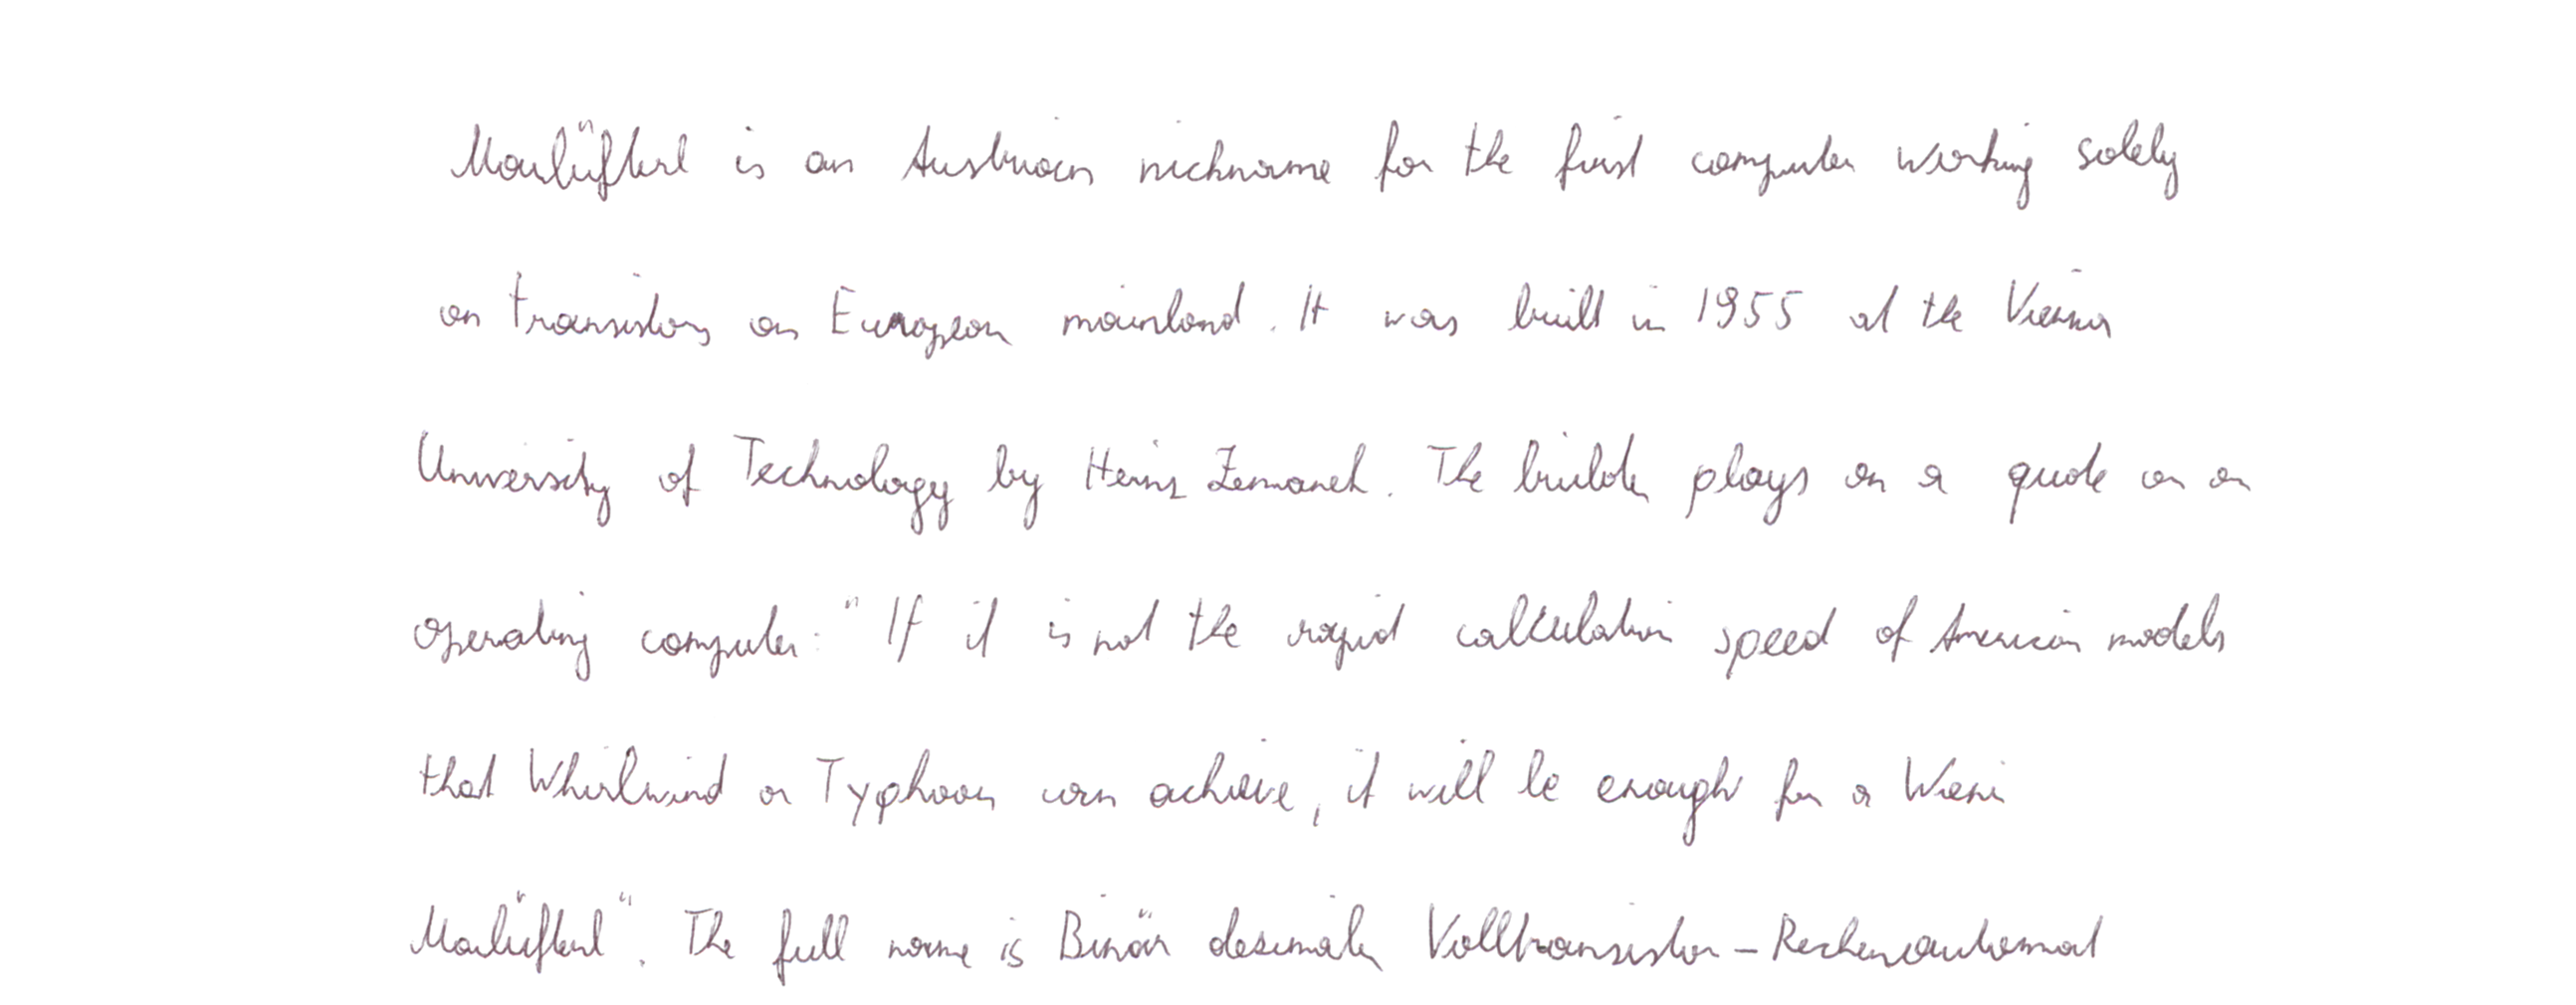 Mailüfterl is an Austrian nickname for the first computer working solely
on transistors on European mainland. It was built in 1955 at the Vienna
University of Technology by Heinz Zemanek. The builder plays on a quote on an
operating computer: "If it is not the rapid calculation speed of American models
that Whirlwind or Typhoon can achieve, it will be enough for a Wiener
Mailüfterl". The full name is Binär dezimaler Volltransistor-Rechenautomat